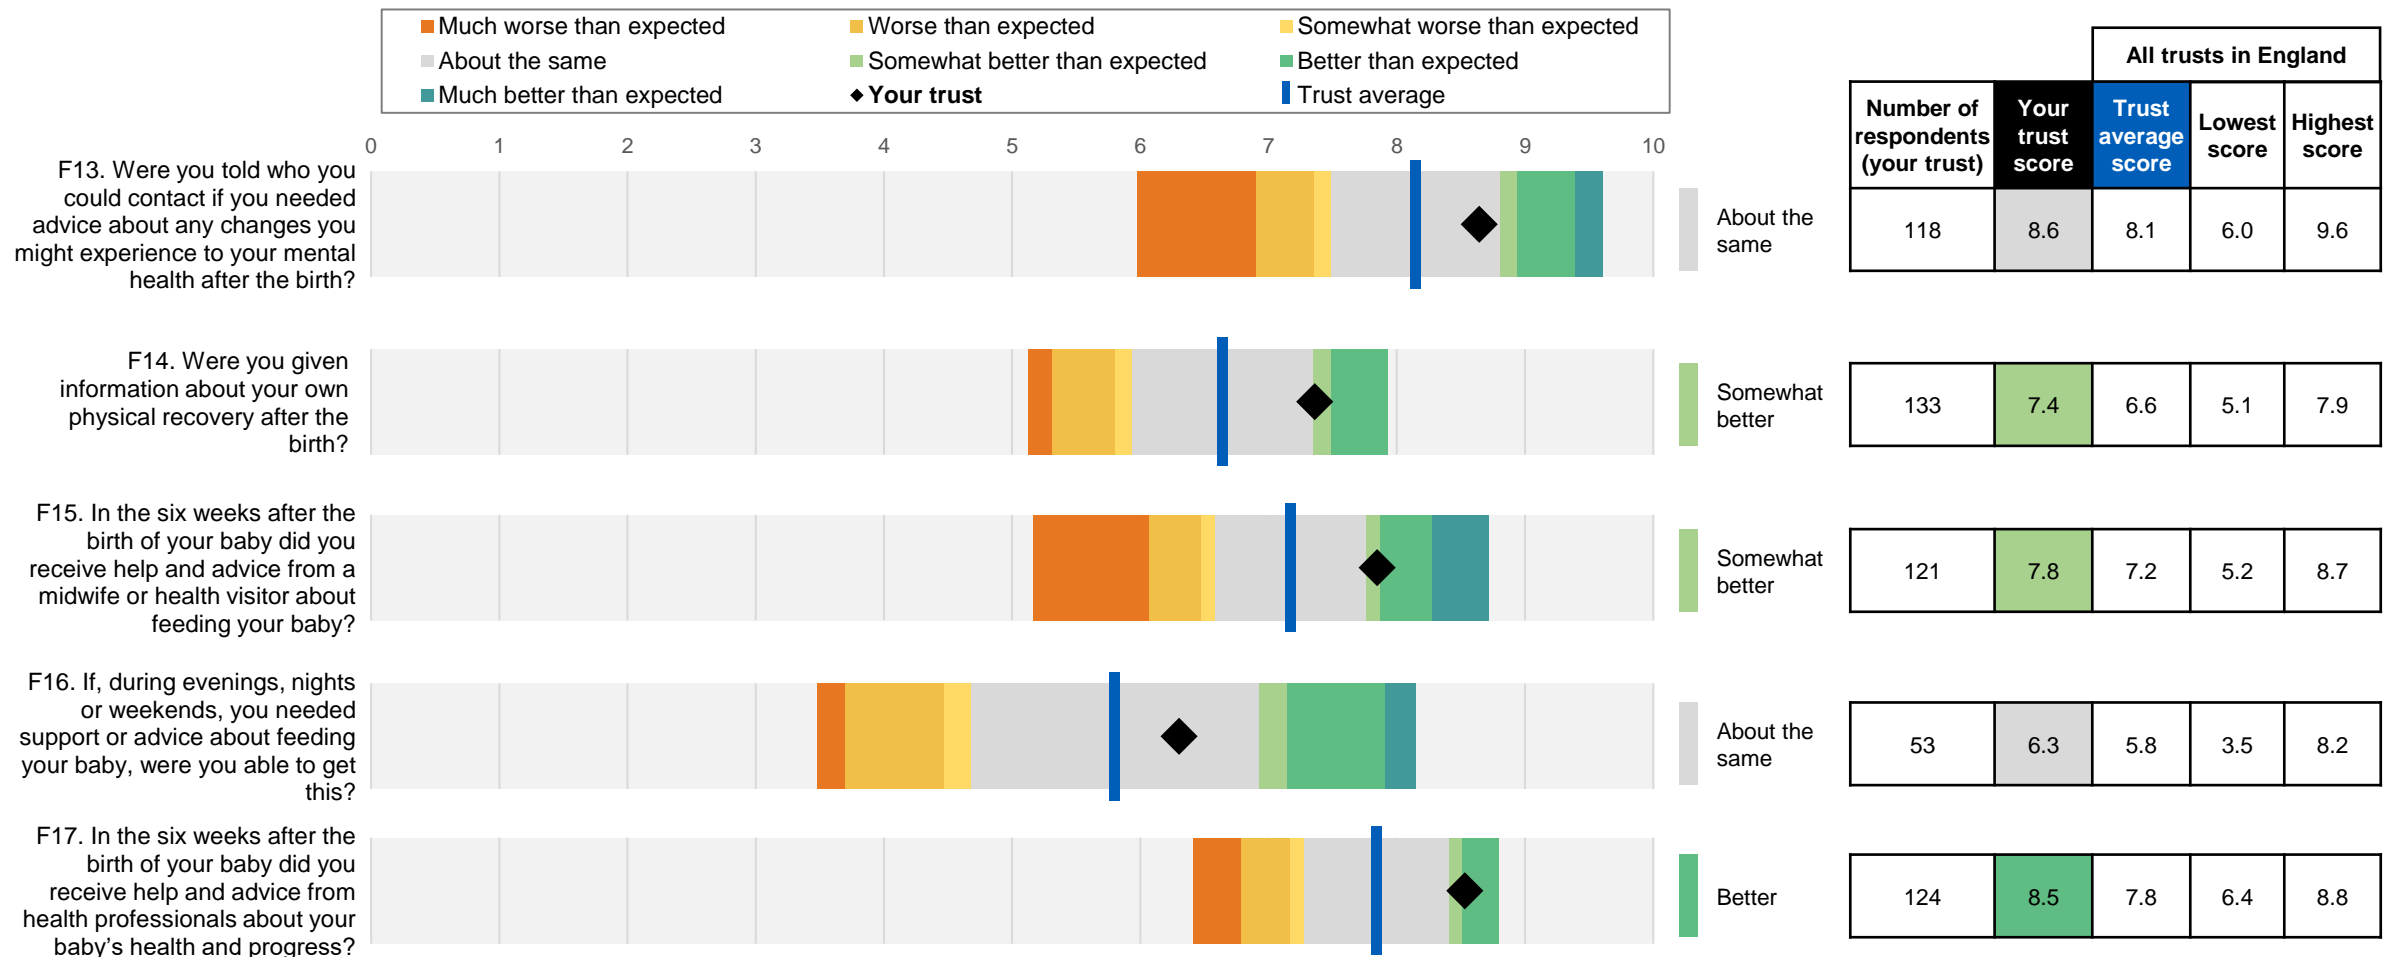 Much worse than expected
Worse than expected
Somewhat worse than expected
About the same
Somewhat better than expected
Better than expected
Much better than expected
Your trust
Trust average
All trusts in England
Number of respondents (your trust)
Your trust score
Trust average score
Lowest score
Highest score
0 1 2 3 4 5 6 7 8 9 10
F13. Were you told who you
could contact if you needed
advice about any changes you
might experience to your mental
health after the birth?
About the
same
118 8.6 8.1 6.0 9.6
F14. Were you given
information about your own
physical recovery after the
birth?
Somewhat
better
133 7.4 6.6 5.1 7.9
F15. In the six weeks after the
birth of your baby did you
receive help and advice from a
midwife or health visitor about
feeding your baby?
Somewhat
better
121 7.8 7.2 5.2 8.7
F16. If, during evenings, nights
or weekends, you needed
support or advice about feeding
your baby, were you able to get
this?
About the
same
53 6.3 5.8 3.5 8.2
F17. In the six weeks after the
birth of your baby did you
receive help and advice from
health professionals about your
baby’s health and progress?
Better
124 8.5 7.8 6.4 8.8